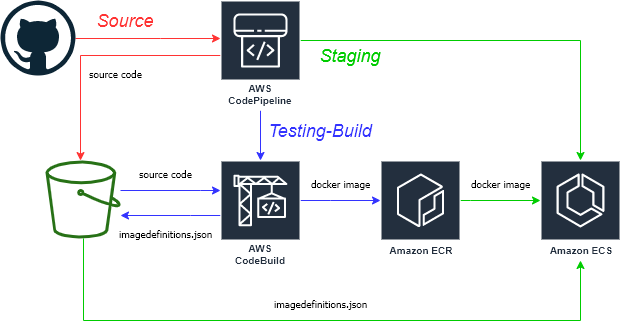 Source
Staging
source code
AWS
CodePipeline
Testing-Build
source code
docker image
docker image
imagedefinitions.json
AWS
CodeBuild
Amazon ECR
Amazon ECS
imagedefinitions.json